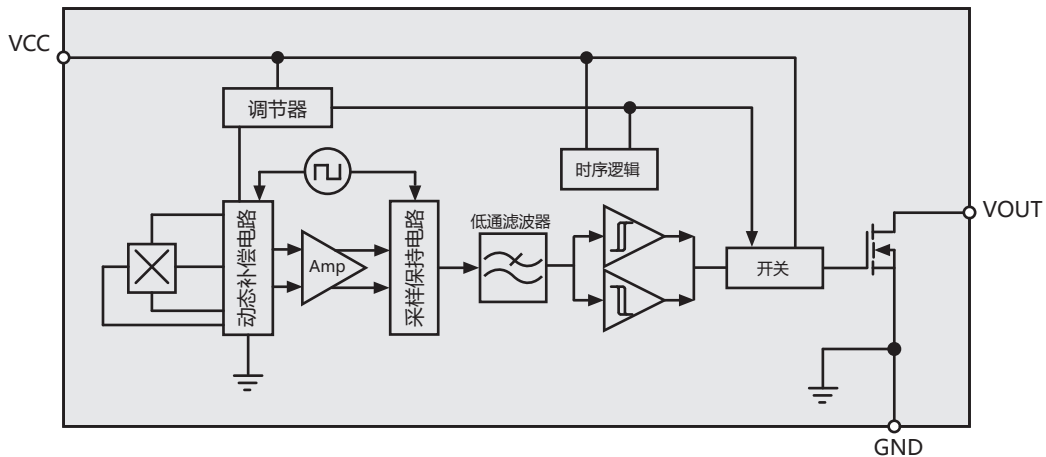 VCC
调节器
时序逻辑
VOUT
低通滤波器
动态补偿电路
Amp
采样保持电路
开关
GND